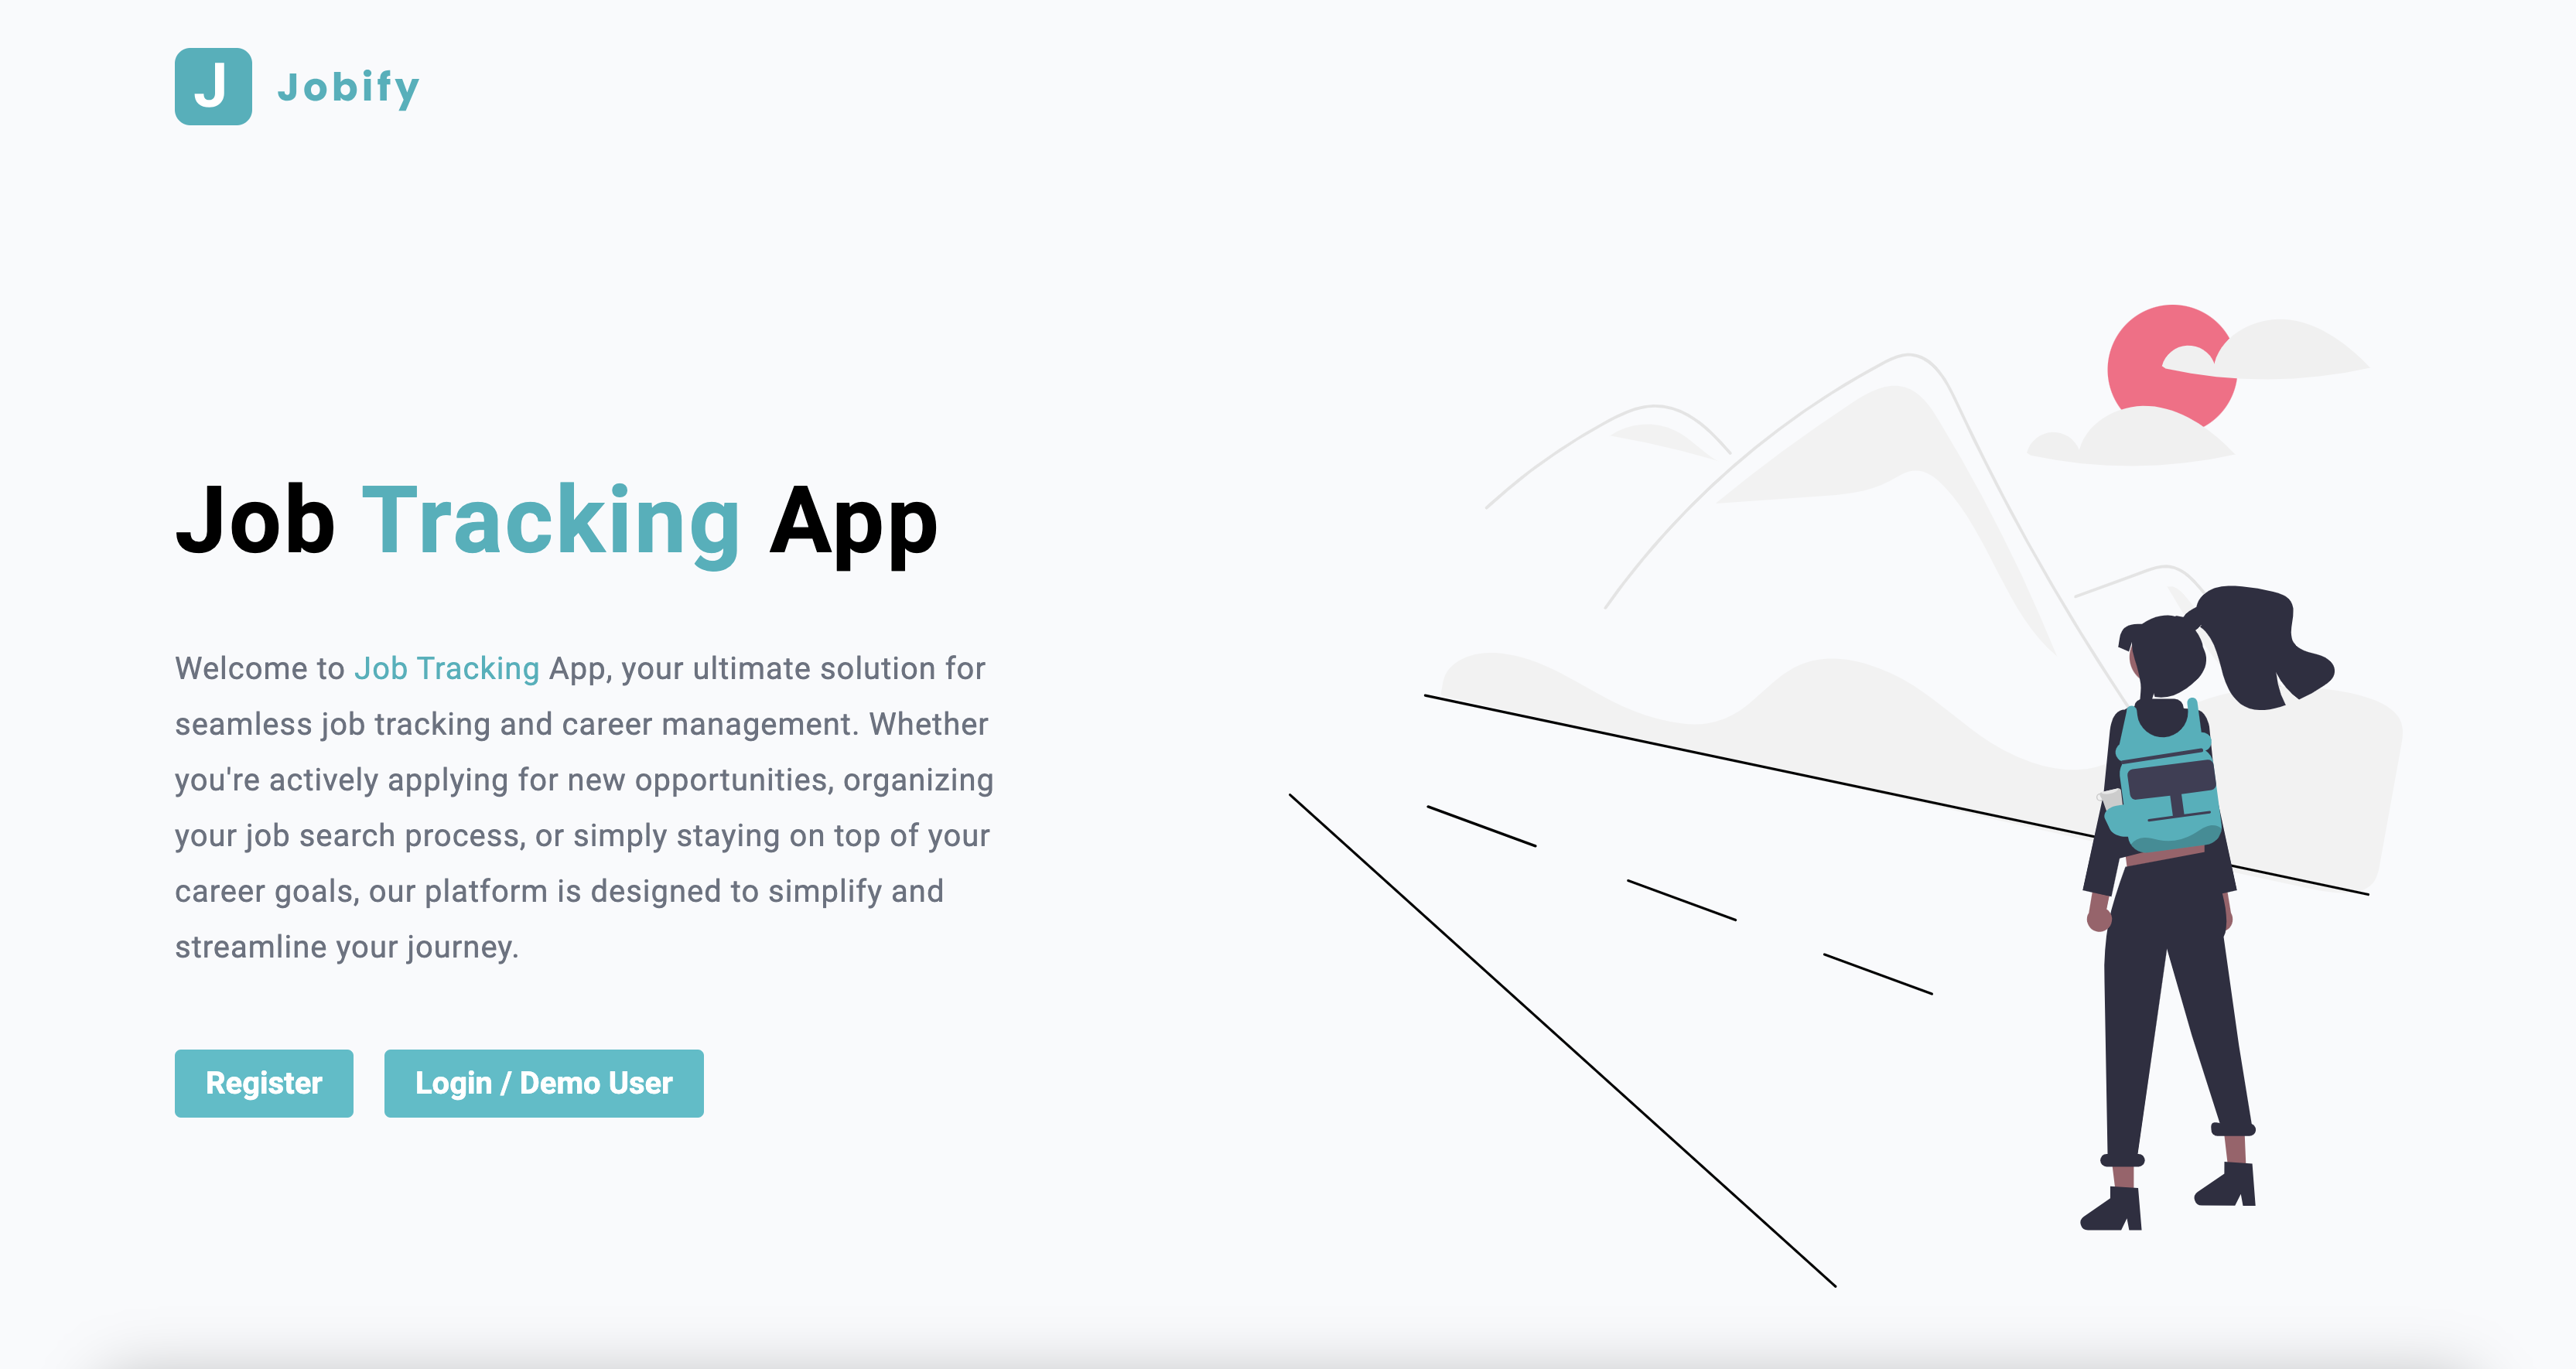 J Jobify
Job Tracking App
Welcome to Job Tracking App, your ultimate solution for
seamless job tracking and career management. Whether
you're actively applying for new opportunities, organizing
your job search process, or simply staying on top of your
career goals, our platform is designed to simplify and
streamline your journey.
Register Login / Demo User